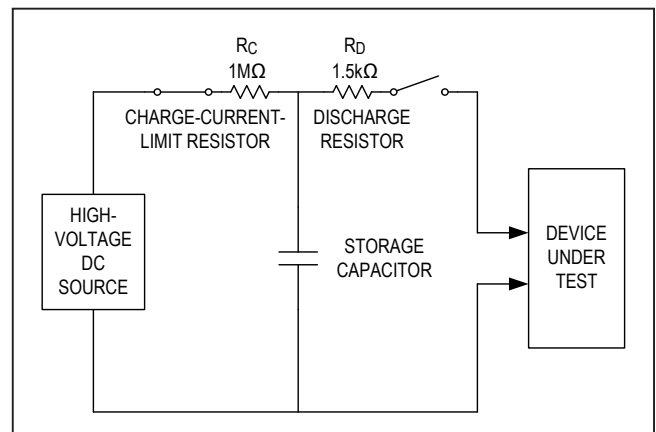 RC
1MΩ
RD
1.5kΩ
CHARGE-CURRENT-
LIMIT RESISTOR
DISCHARGE
RESISTOR
HIGH-
VOLTAGE
DC
SOURCE
STORAGE
CAPACITOR
DEVICE
UNDER
TEST